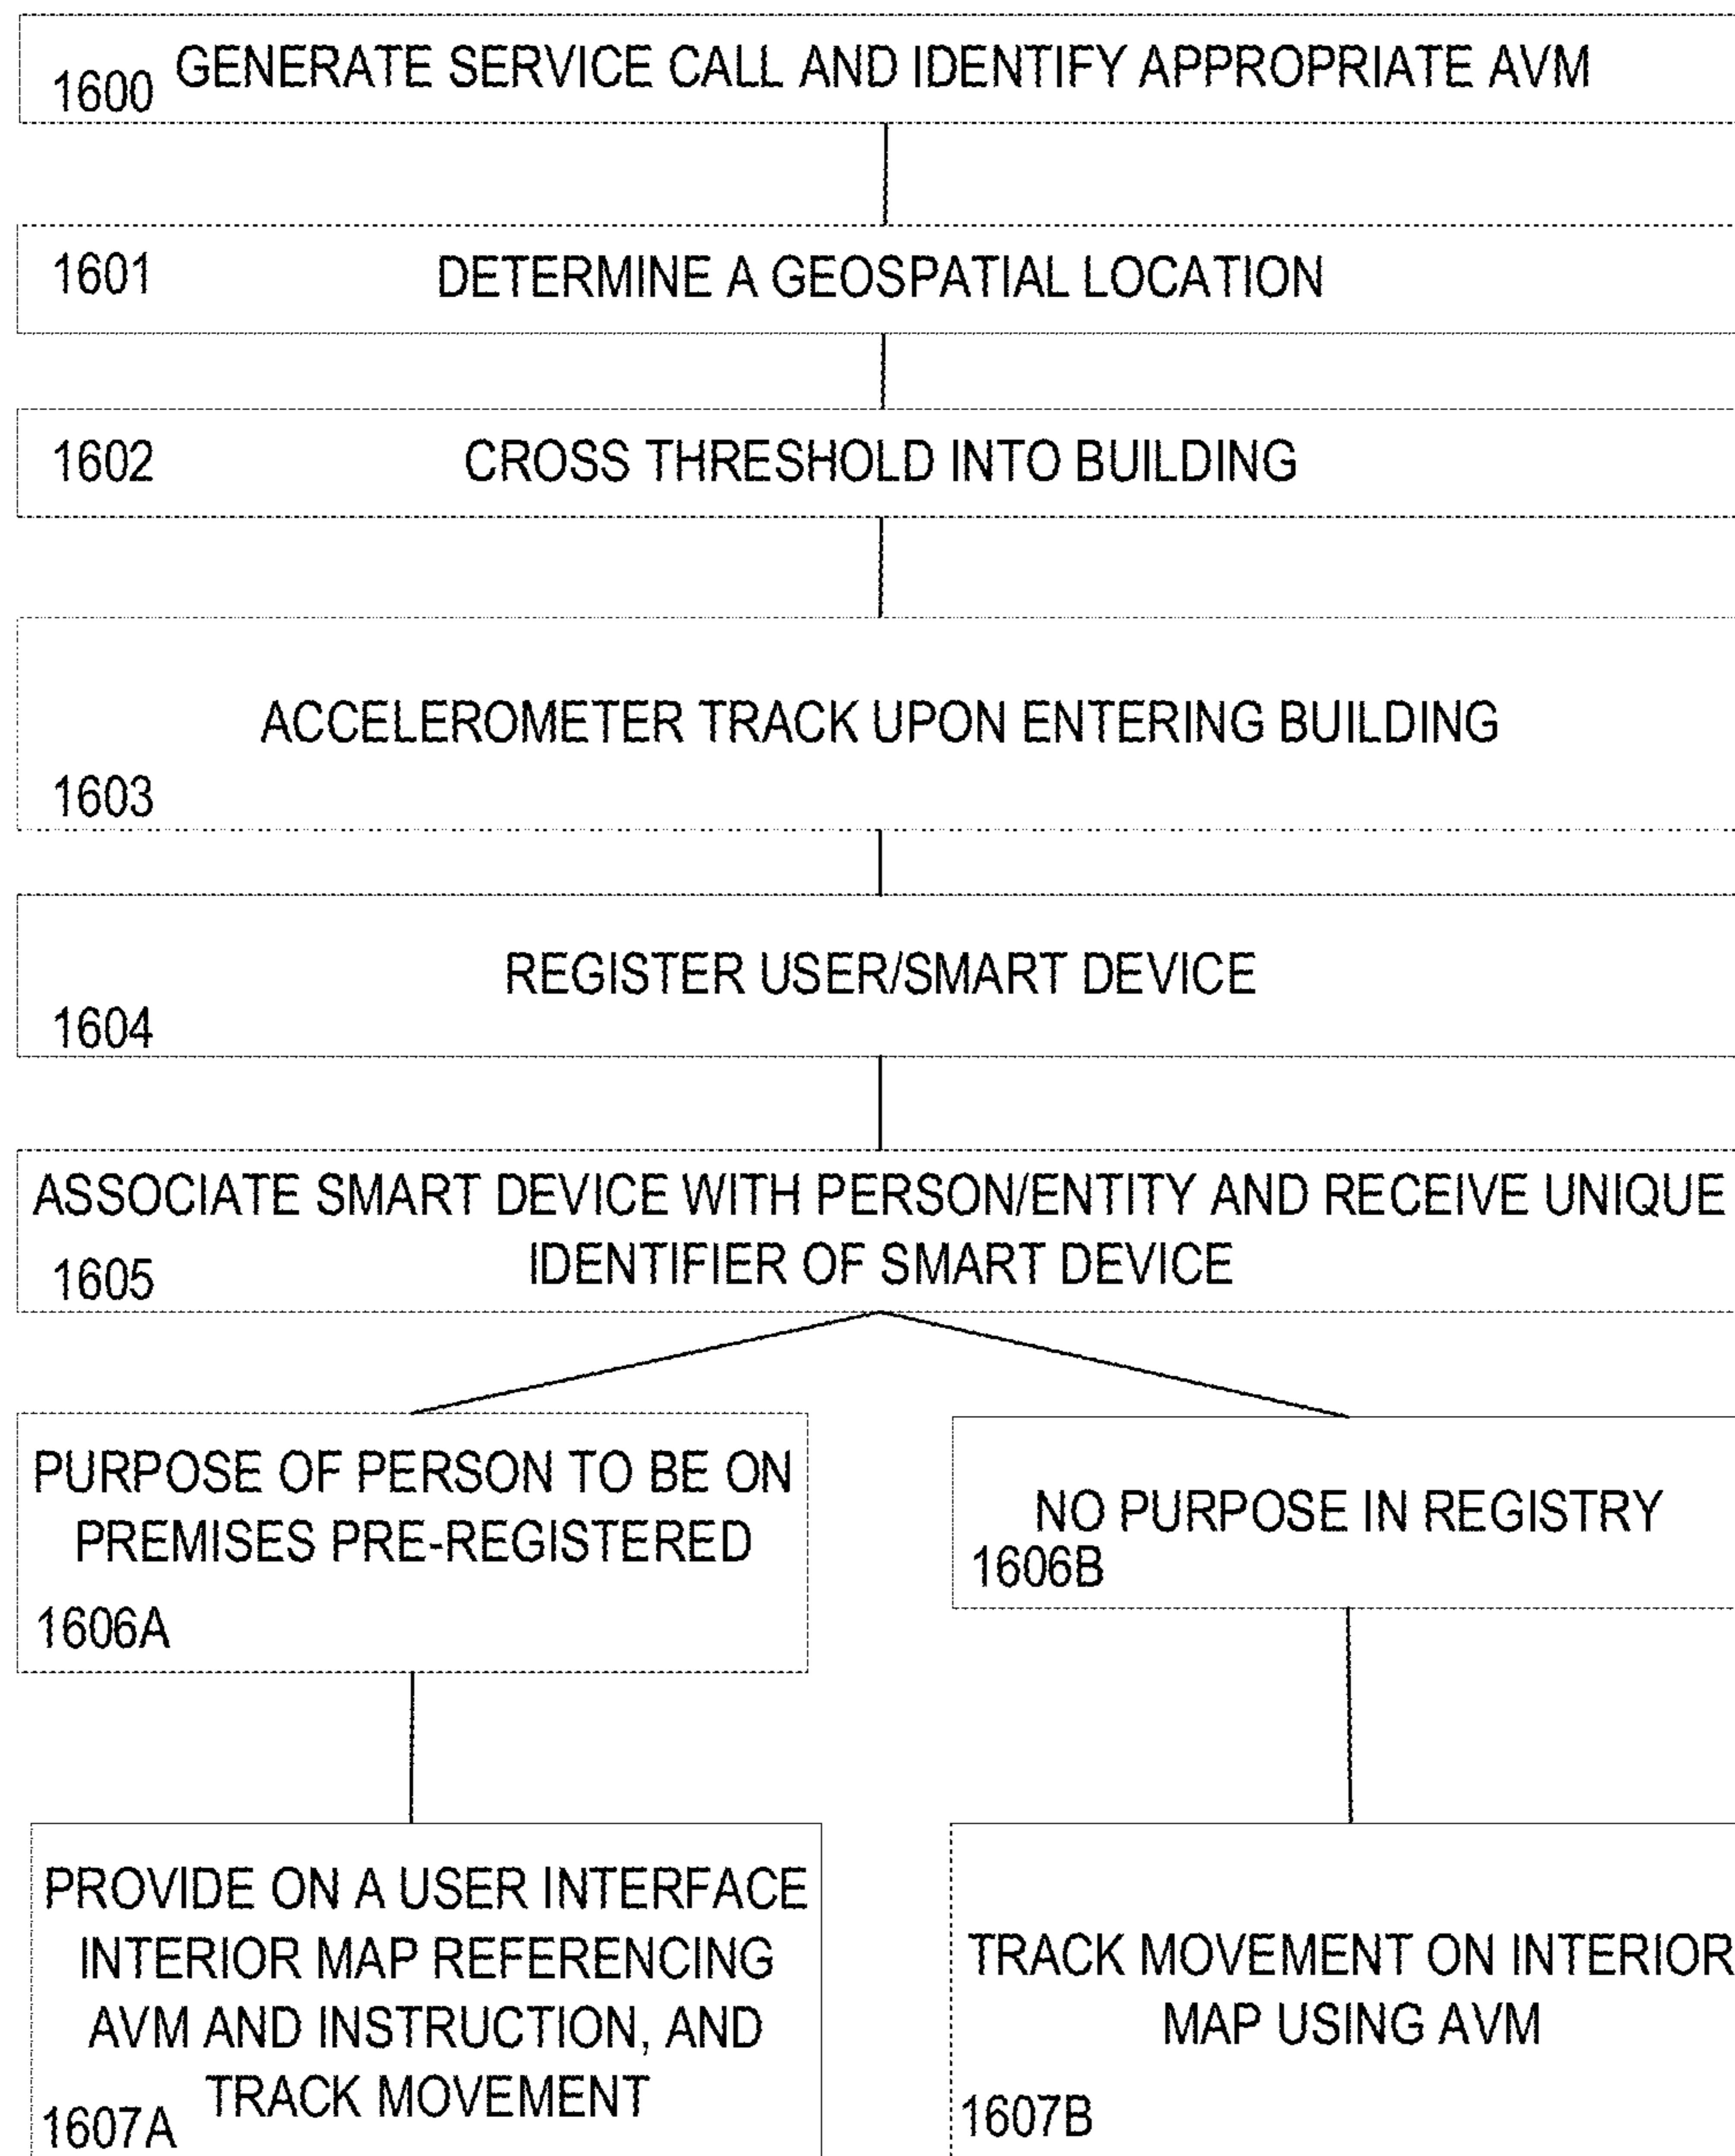 1600 GENERATE SERVICE CALL AND IDENTIFY APPROPRIATE AVM
1601 DETERMINE A GEOSPATIAL LOCATION
1602 CROSS THRESHOLD INTO BUILDING
ACCELEROMETER TRACK UPON ENTERING BUILDING
1603
REGISTER USER/SMART DEVICE
1604
ASSOCIATE SMART DEVICE WITH PERSON/ENTITY AND RECEIVE UNIQUE
IDENTIFIER OF SMART DEVICE
1605
PURPOSE OF PERSON TO BE ON
PREMISES PRE-REGISTERED
1606A
NO PURPOSE IN REGISTRY
1606B
PROVIDE ON A USER INTERFACE
INTERIOR MAP REFERENCING
AVM AND INSTRUCTION, AND
TRACK MOVEMENT
1607A
TRACK MOVEMENT ON INTERIOR
MAP USING AVM
1607B